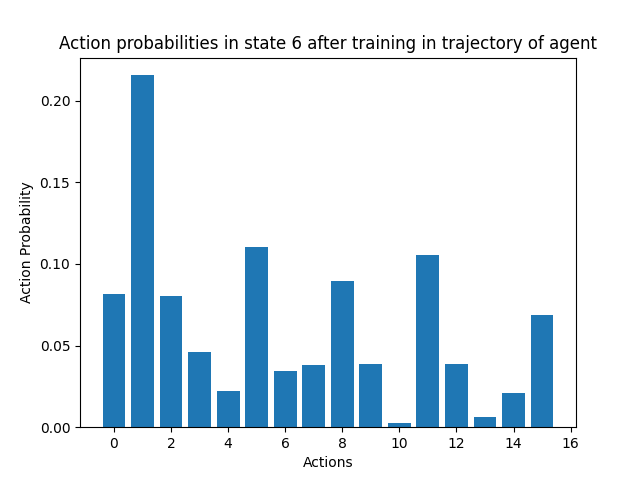 Action probabilities in state 6 after training in trajectory of agent
0.20
0.15
0.10
0.05
0.00
Action Probability
0 2 4 6 8 10 12 14 16
Actions